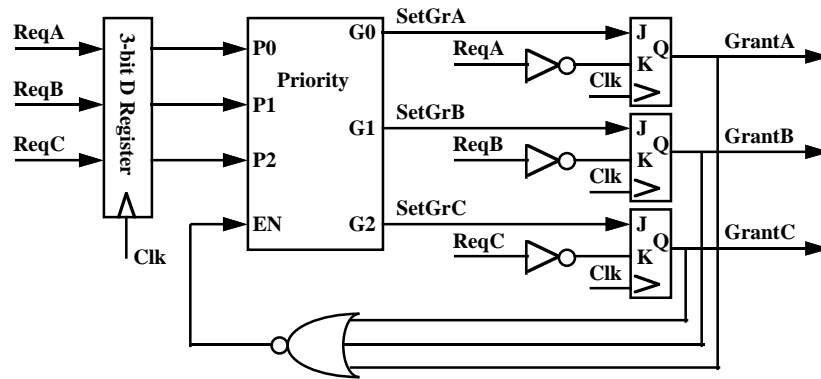 ReqA
ReqB
ReqC
3-bit D Register
Clk
P0
P1
P2
EN
Priority
G0
G1
G2
SetGrA
ReqA
Clk
J
Q
K
GrantA
SetGrB
ReqB
Clk
J
Q
K
GrantB
SetGrC
ReqC
Clk
J
Q
K
GrantC